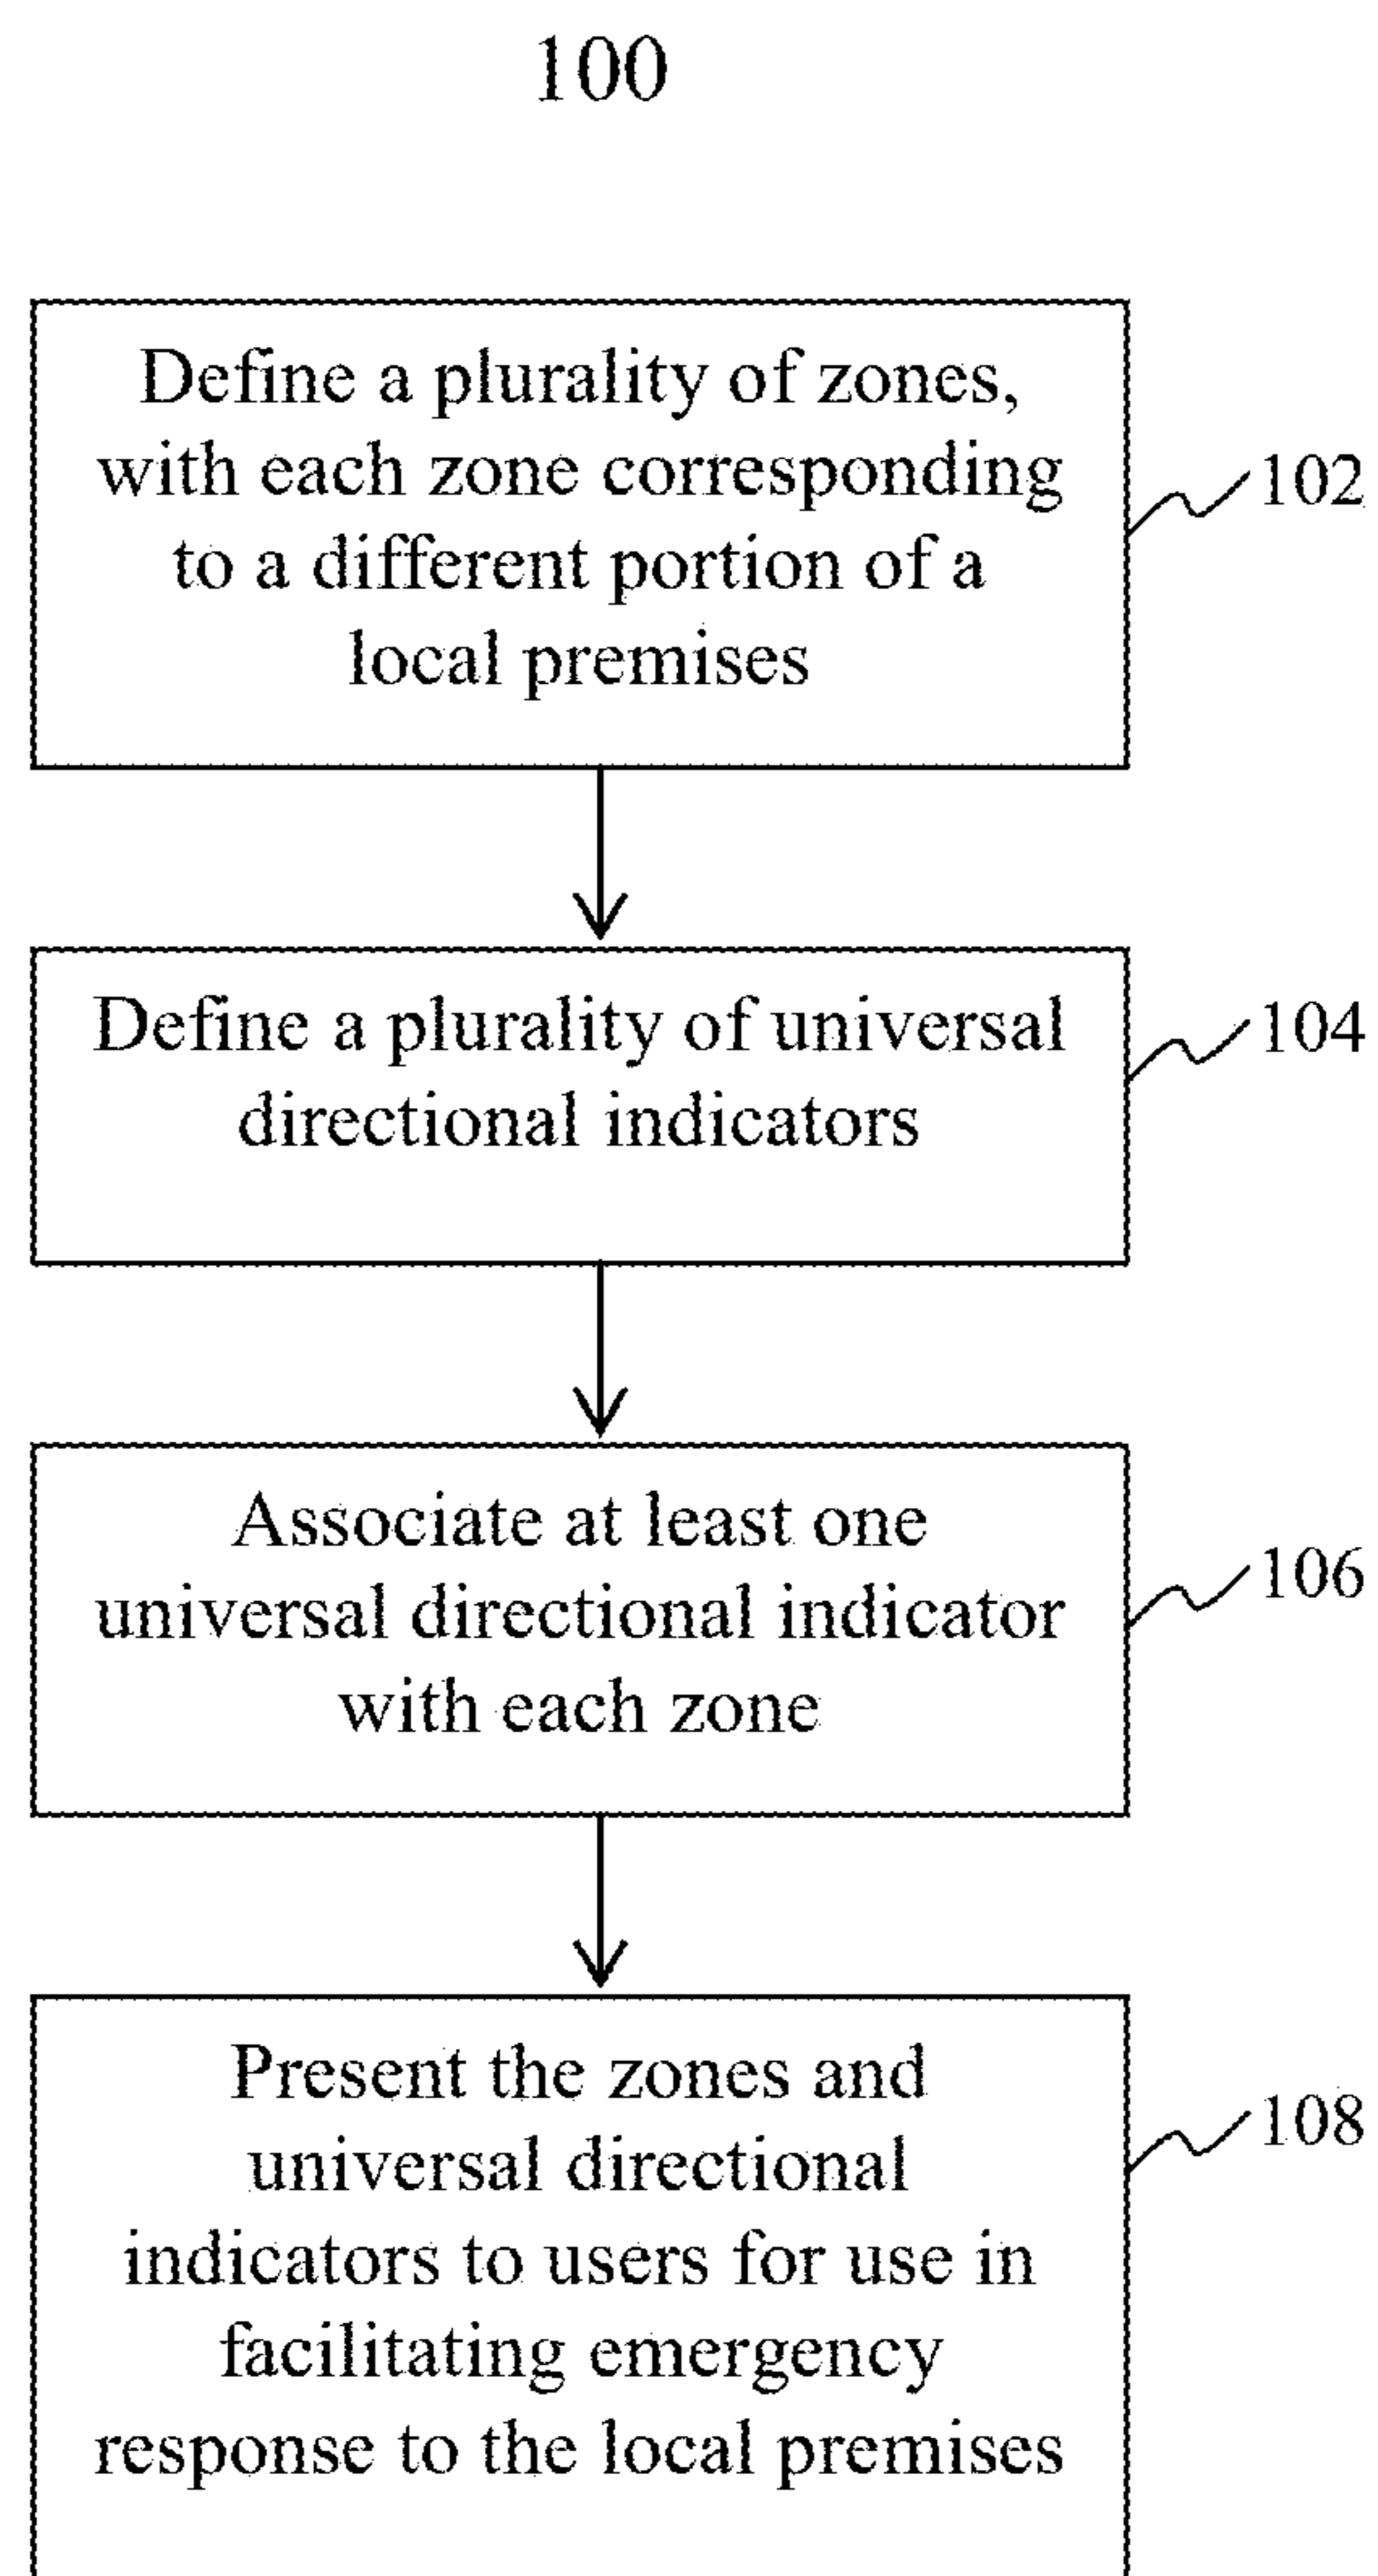 100
Define a plurality of zones,
with each zone corresponding
to a different portion of a
local premises
102
Define a plurality of universal
directional indicators
104
Associate at least one
universal directional indicator
with each zone
106
Present the zones and
universal directional
indicators to users for use in
facilitating emergency
response to the local premises
108